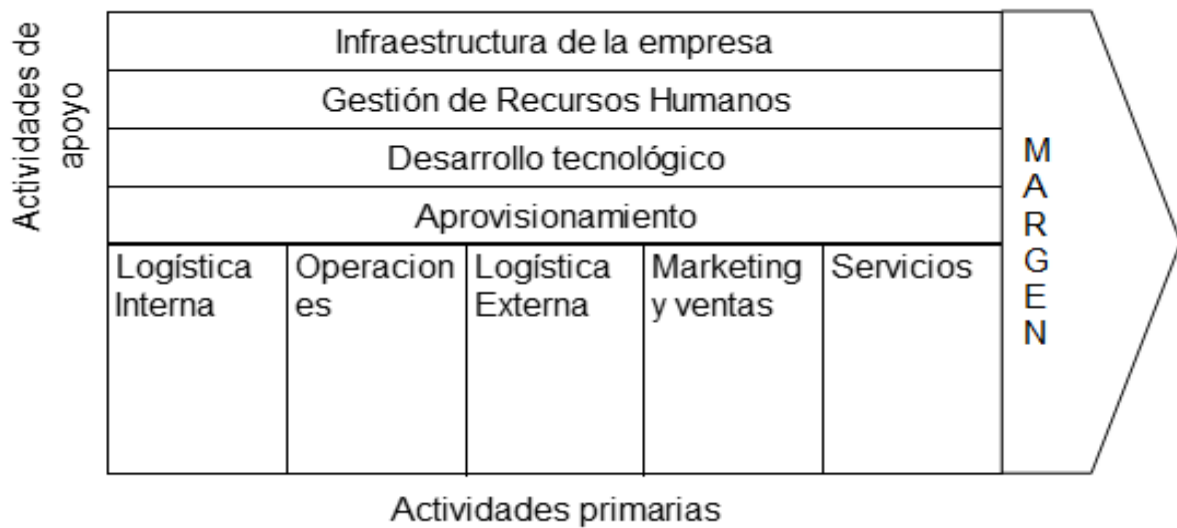 Actividades de
apoyo
Infraestructura de la empresa
Gestión de Recursos Humanos
Desarrollo tecnológico
Aprovisionamiento
Logística
Interna
Operacion
es
Logística
Externa
Marketing
y ventas
Servicios
M
A
R
G
E
N
Actividades primarias